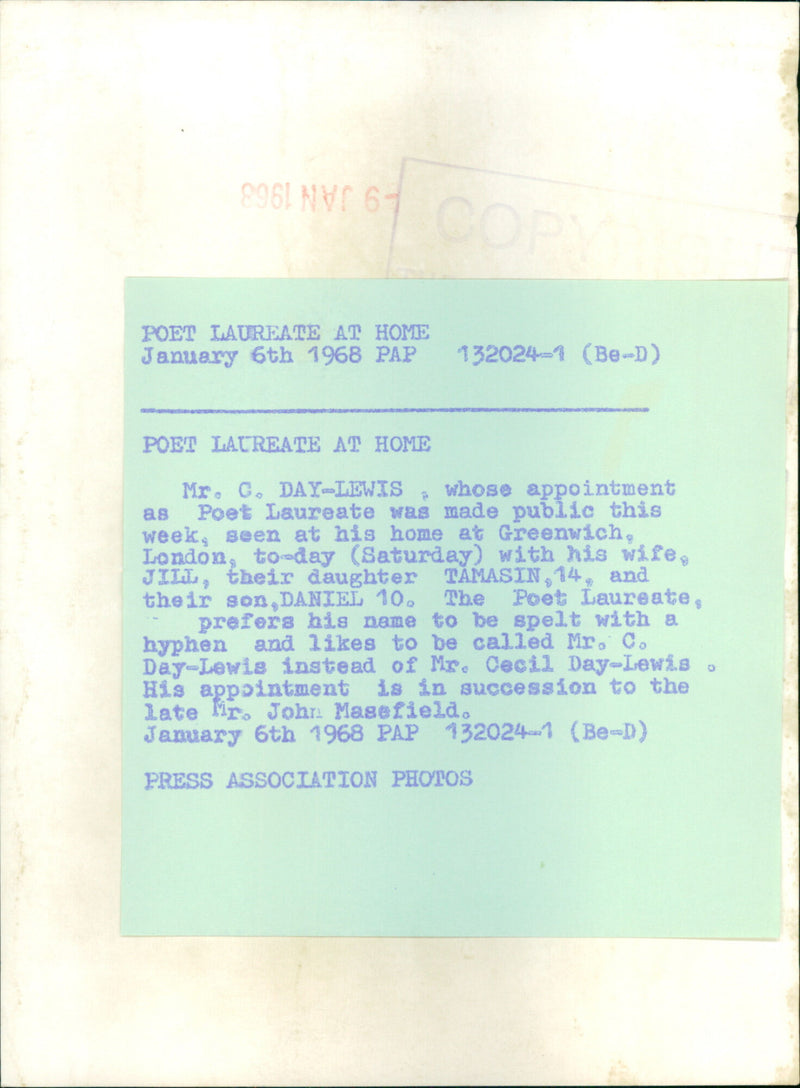 -9 JAN 1968
COPYRIGHT
POET LAUREATE AT HOME
January 6th 1968 PAP 132024-1 (Be-D)
POET LAUREATE AT HOME
Mr. C. DAY-LEWIS , whose appointment
as Poet Laureate was made public this
week, seen at his home at Greenwich,
London, to-day (Saturday) with his wife,
JILL, their daughter TAMASIN,14, and
their son,DANIEL 10. The Poet Laureate,
prefers his name to be spelt with a
hyphen and likes to be called Mr. C.
Day-Lewis instead of Mr. Cecil Day-Lewis .
His appointment is in succession to the
late Mr. John Masefield.
January 6th 1968 PAP 132024-1 (Be-D)
PRESS ASSOCIATION PHOTOS